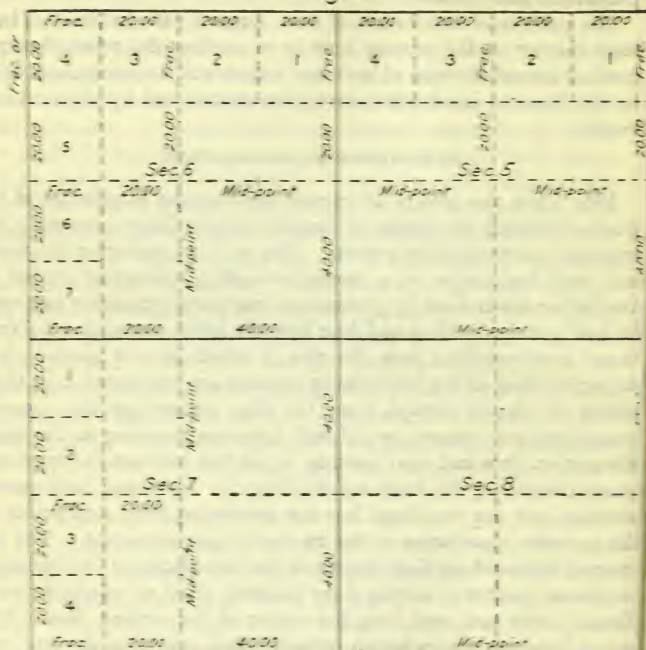 Frac. 20.00 20.00 20.00 20.00 20.00 20.00 20.00
Frac. or 20.00 4 3 Frac. 2 1 Frac. 4 3 Frac. 2 1 Frac.
20.00 5 20.00 20.00 20.00 20.00
Sec. 6 Sec. 5
Frac. 20.00 Mid-point Mid-point Mid-point
20.00 6 Mid-point 40.00 40.00
20.00 7
Frac. 20.00 40.00 Mid-point
20.00 1 Mid-point 40.00
20.00 2
Sec. 7 Sec. 8
Frac. 20.00
20.00 3 Mid-point 40.00
20.00 4
Frac. 20.00 40.00 Mid-point